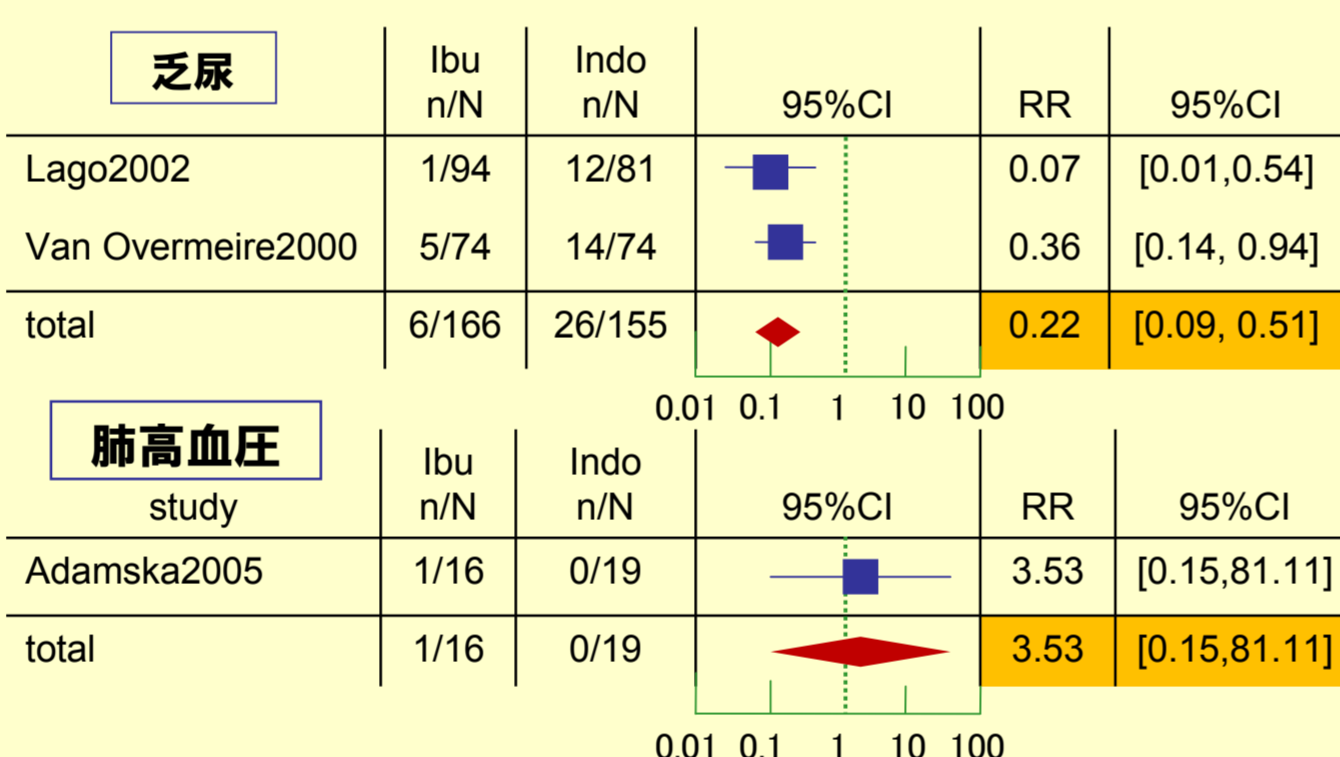 乏尿
Ibu n/N Indo n/N 95%CI RR 95%CI
Lago2002 1/94 12/81 0.07 [0.01,0.54]
Van Overmeire2000 5/74 14/74 0.36 [0.14, 0.94]
total 6/166 26/155 0.22 [0.09, 0.51]
0.01 0.1 1 10 100
肺高血圧
study Ibu n/N Indo n/N 95%CI RR 95%CI
Adamska2005 1/16 0/19 3.53 [0.15,81.11]
total 1/16 0/19 3.53 [0.15,81.11]
0.01 0.1 1 10 100